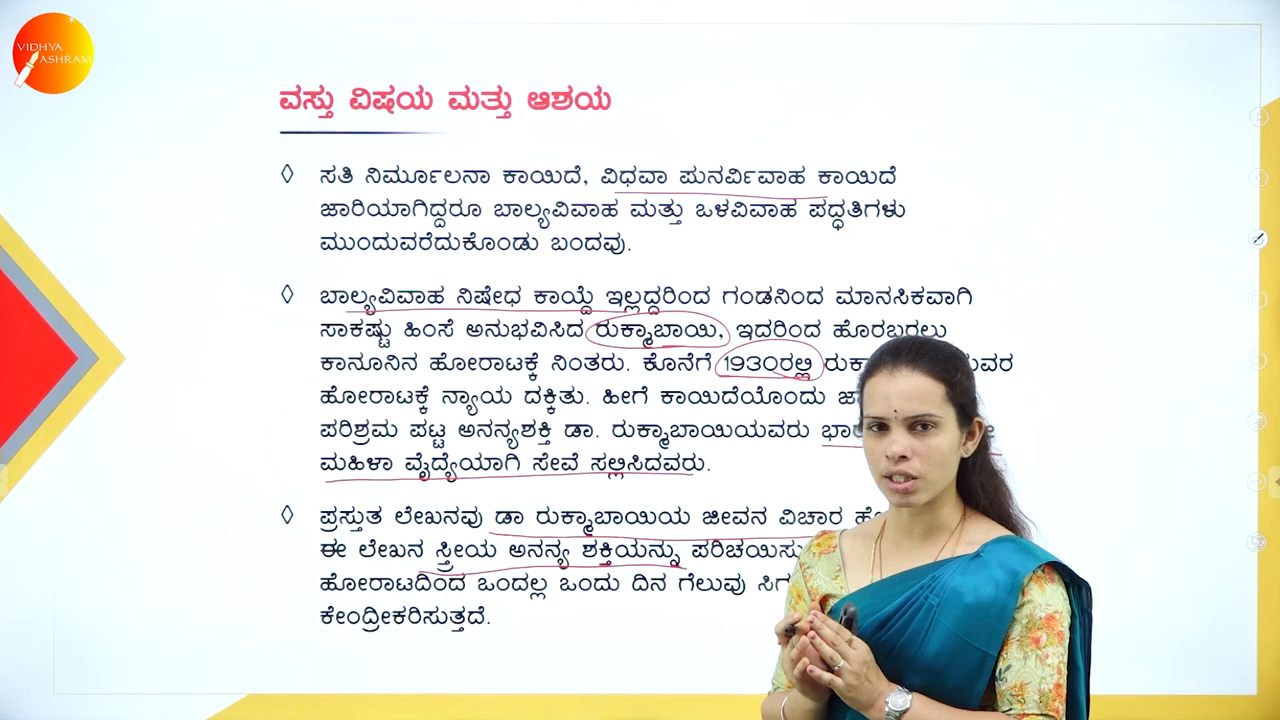 VIDHYA
ASHRAM
ವಸ್ತು ವಿಷಯ ಮತ್ತು ಆಶಯ
ಸತಿ ನಿರ್ಮೂಲನಾ ಕಾಯಿದೆ, ವಿಧವಾ ಪುನರ್ವಿವಾಹ ಕಾಯಿದೆ
ಜಾರಿಯಾಗಿದ್ದರೂ ಬಾಲ್ಯವಿವಾಹ ಮತ್ತು ಒಳವಿವಾಹ ಪದ್ಧತಿಗಳು
ಮುಂದುವರೆದುಕೊಂಡು ಬಂದವು.
ಬಾಲ್ಯವಿವಾಹ ನಿಷೇಧ ಕಾಯ್ದೆ ಇಲ್ಲದ್ದರಿಂದ ಗಂಡನಿಂದ ಮಾನಸಿಕವಾಗಿ
ಸಾಕಷ್ಟು ಹಿಂಸೆ ಅನುಭವಿಸಿದ ರುಕ್ಮಾಬಾಯಿ, ಇದರಿಂದ ಹೊರಬರಲು
ಕಾನೂನಿನ ಹೋರಾಟಕ್ಕೆ ನಿಂತರು. ಕೊನೆಗೆ 1930ರಲ್ಲಿ
ಹೋರಾಟಕ್ಕೆ ನ್ಯಾಯ ದಕ್ಕಿತು. ಹೀಗೆ ಕಾಯಿದೆಯೊಂದು
ಪರಿಶ್ರಮ ಪಟ್ಟ ಅನನ್ಯಶಕ್ತಿ ಡಾ. ರುಕ್ಮಾಬಾಯಿಯವರು
ಮಹಿಳಾ ವೈದ್ಯೆಯಾಗಿ ಸೇವೆ ಸಲ್ಲಿಸಿದವರು.
ಪ್ರಸ್ತುತ ಲೇಖನವು ಡಾ ರುಕ್ಮಾಬಾಯಿಯ ಜೀವನ ವಿಚಾರ
ಈ ಲೇಖನ ಸ್ತ್ರೀಯ ಅನನ್ಯ ಶಕ್ತಿಯನ್ನು
ಹೋರಾಟದಿಂದ ಒಂದಲ್ಲ ಒಂದು ದಿನ ಗೆಲುವು
ಕೇಂದ್ರೀಕರಿಸುತ್ತದೆ.